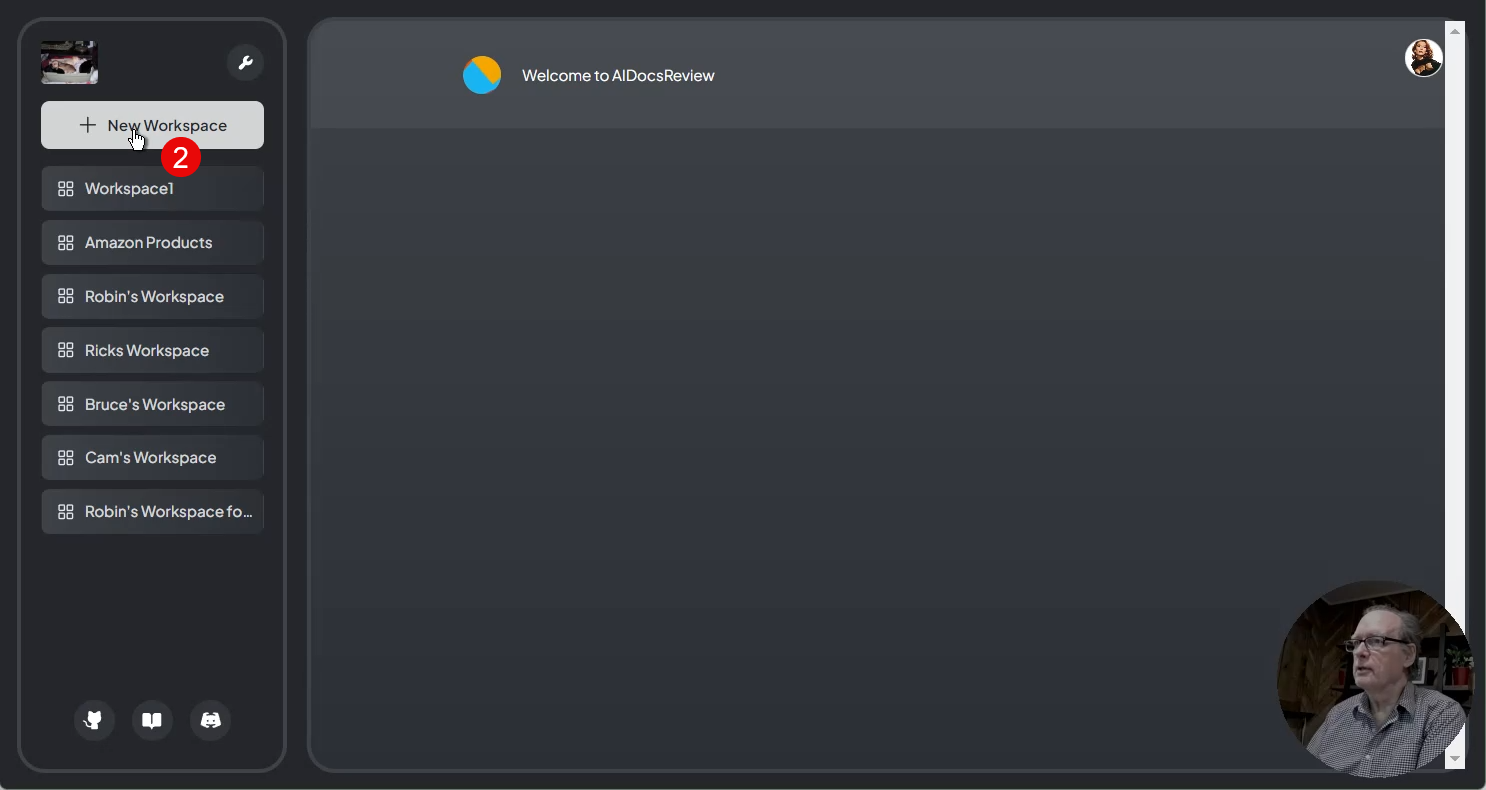 Welcome to AIDocsReview
New Workspace
2
Workspace1
Amazon Products
Robin's Workspace
Ricks Workspace
Bruce's Workspace
Cam's Workspace
Robin's Workspace fo...